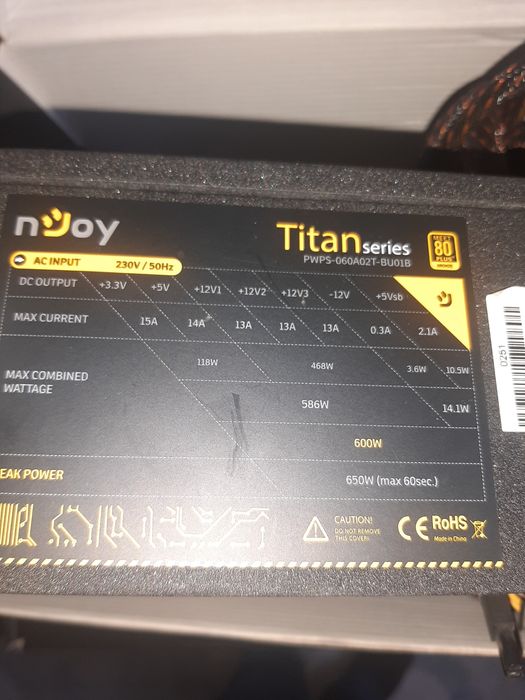 nJoy
Titan series
PWPS-060A02T-BU01B
80
PLUS
AC INPUT 230V / 50Hz
DC OUTPUT +3.3V +5V +12V1 +12V2 +12V3 -12V +5Vsb
MAX CURRENT 15A 14A 13A 13A 13A 0.3A 2.1A
MAX COMBINED
WATTAGE
118W 468W 3.6W 10.5W
586W 14.1W
600W
EAK POWER 650W (max 60sec.)
CAUTION!
DO NOT REMOVE
THIS COVER!
CE RoHS
Made in China
0251